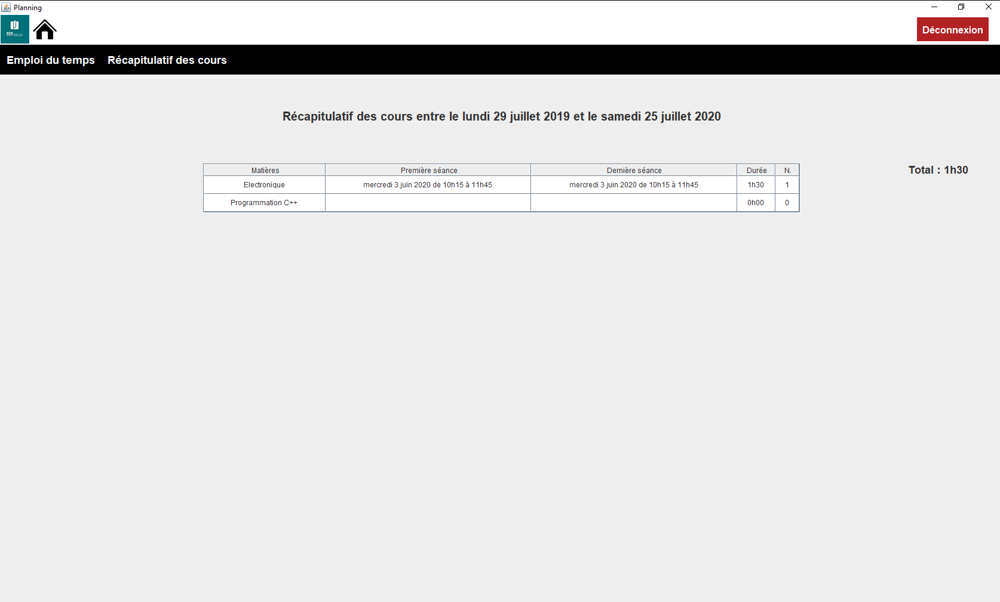 Planning
ECE
Déconnexion
Emploi du temps Récapitulatif des cours
Récapitulatif des cours entre le lundi 29 juillet 2019 et le samedi 25 juillet 2020
Matières Première séance Dernière séance Durée N.
Total : 1h30
Electronique mercredi 3 juin 2020 de 10h15 à 11h45 mercredi 3 juin 2020 de 10h15 à 11h45 1h30 1
Programmation C++ 0h00 0